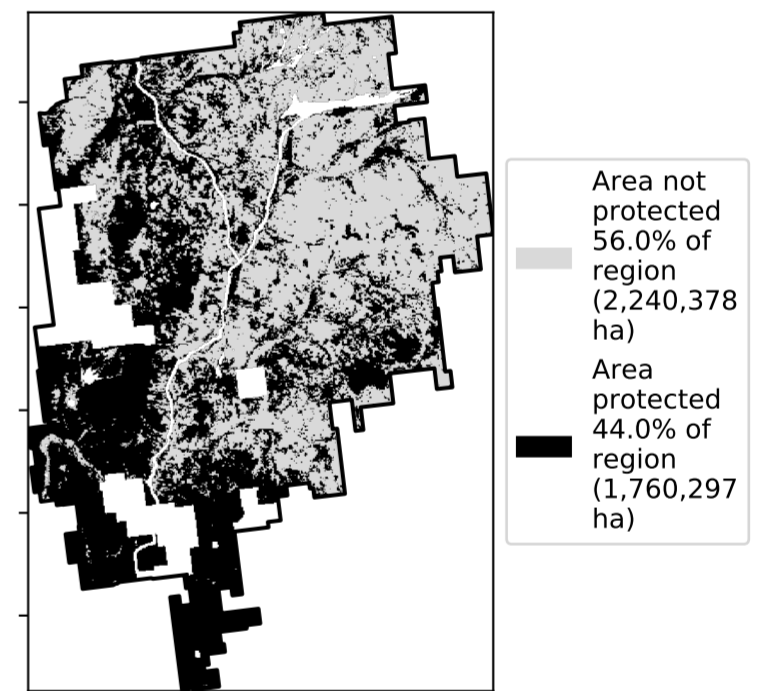 Area not
protected
56.0% of
region
(2,240,378
ha)
Area
protected
44.0% of
region
(1,760,297
ha)